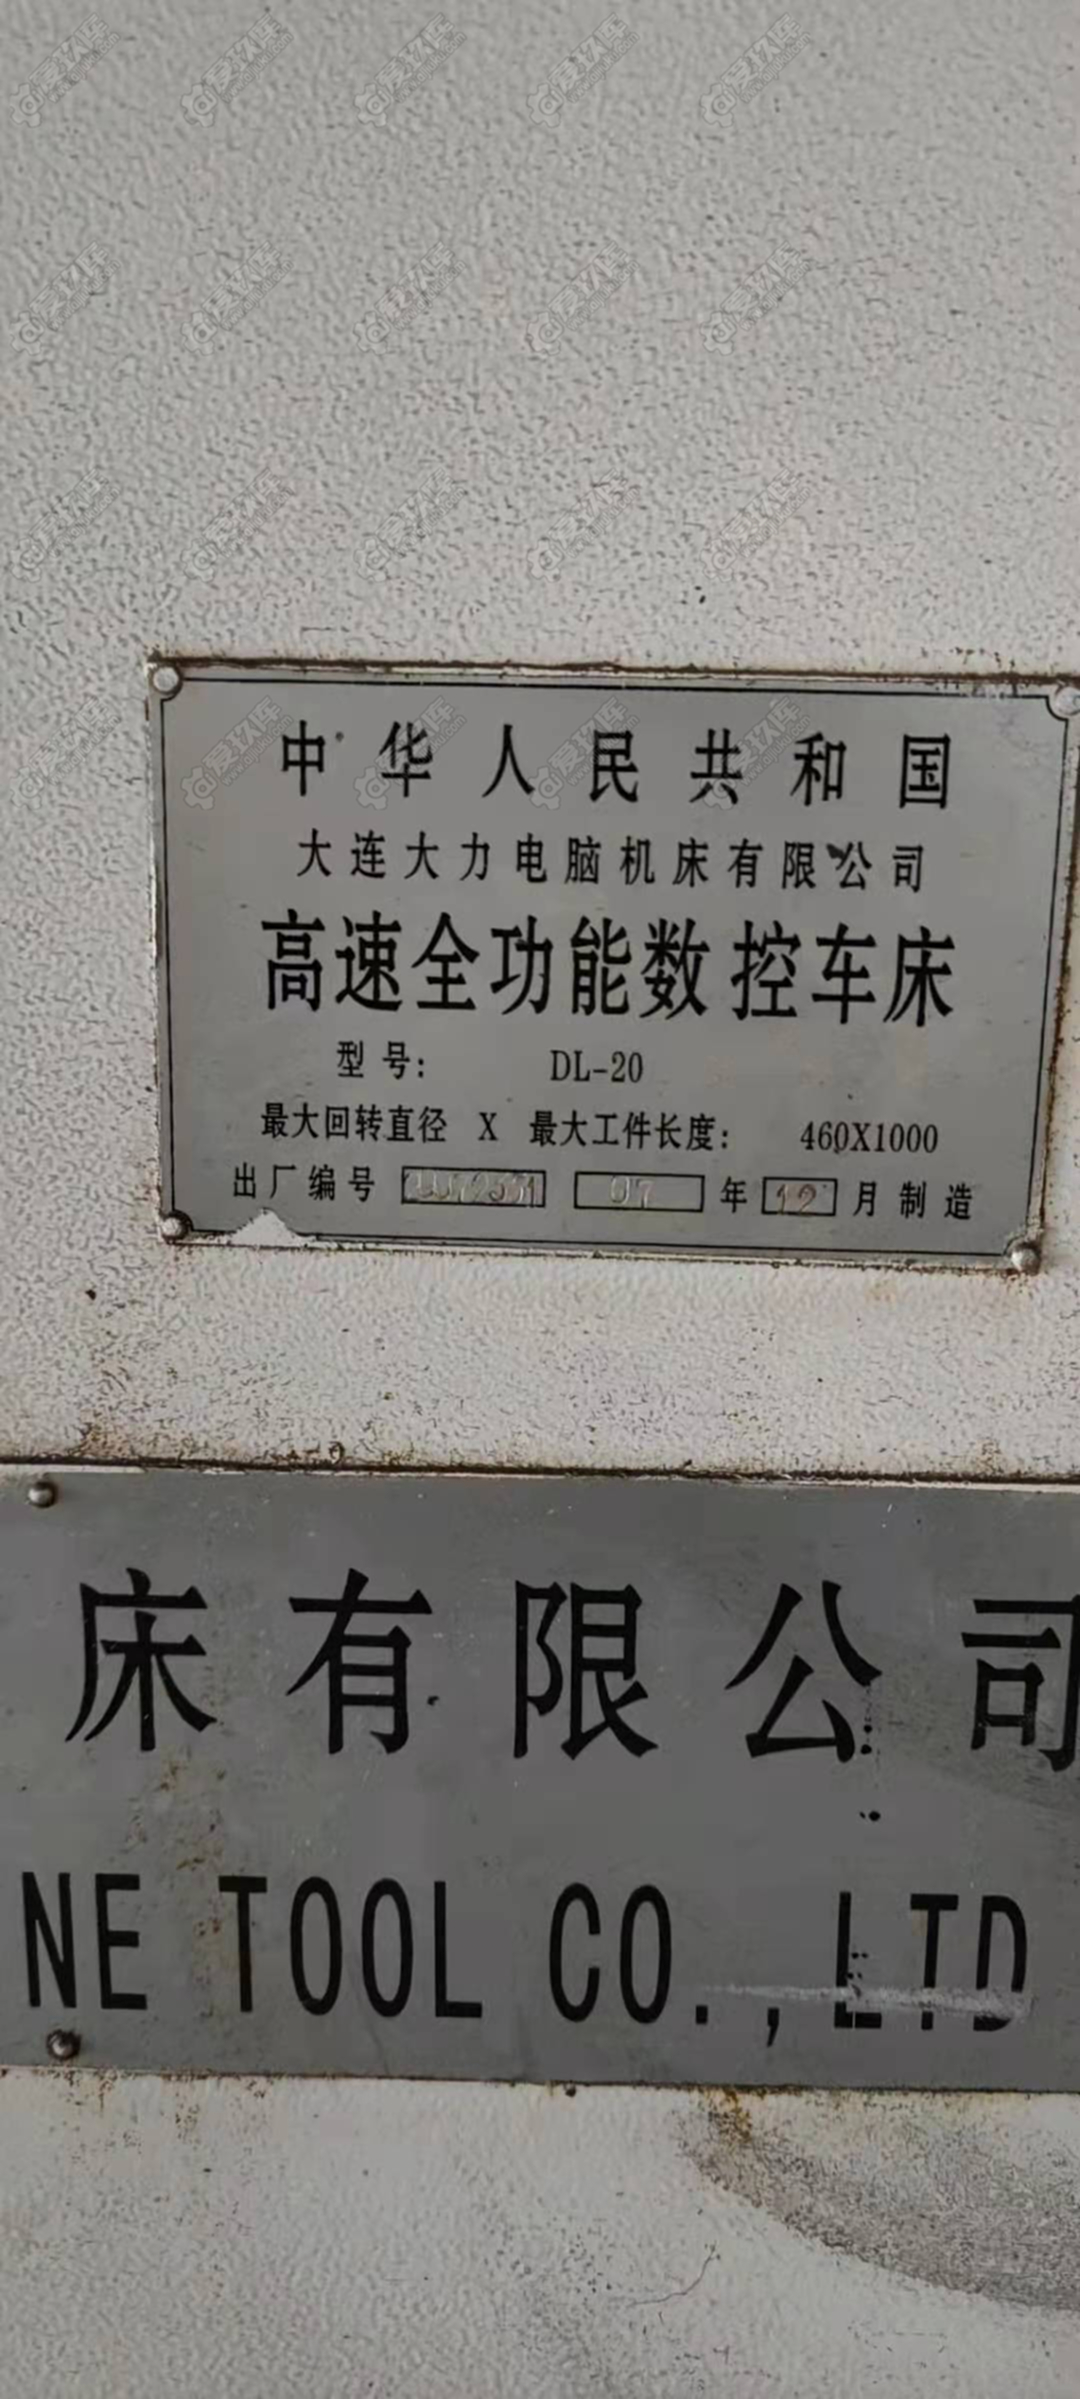 中华人民共和国
大连大力电脑机床有限公司
高速全功能数控车床
型号: DL-20
最大回转直径 X 最大工件长度: 460X1000
出厂编号 07 年 12 月制造
床有限公司
NE TOOL CO.,LTD